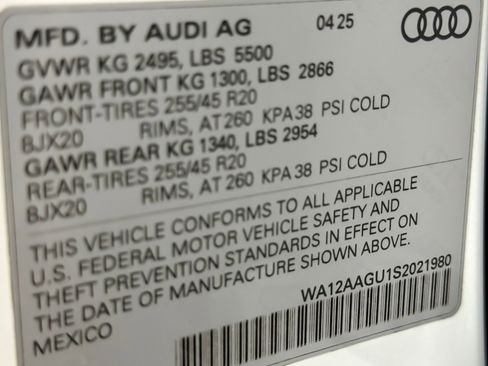 MFD. BY AUDI AG 04 25
GVWR KG 2495, LBS 5500
GAWR FRONT KG 1300, LBS 2866
FRONT-TIRES 255/45 R20
8JX20 RIMS, AT 260 KPA 38 PSI COLD
GAWR REAR KG 1340, LBS 2954
REAR-TIRES 255/45 R20
8JX20 RIMS, AT 260 KPA 38 PSI COLD
THIS VEHICLE CONFORMS TO ALL APPLICABLE
U.S. FEDERAL MOTOR VEHICLE SAFETY AND
THEFT PREVENTION STANDARDS IN EFFECT ON
THE DATE OF MANUFACTURE SHOWN ABOVE.
WA12AAGU1S2021980
MEXICO